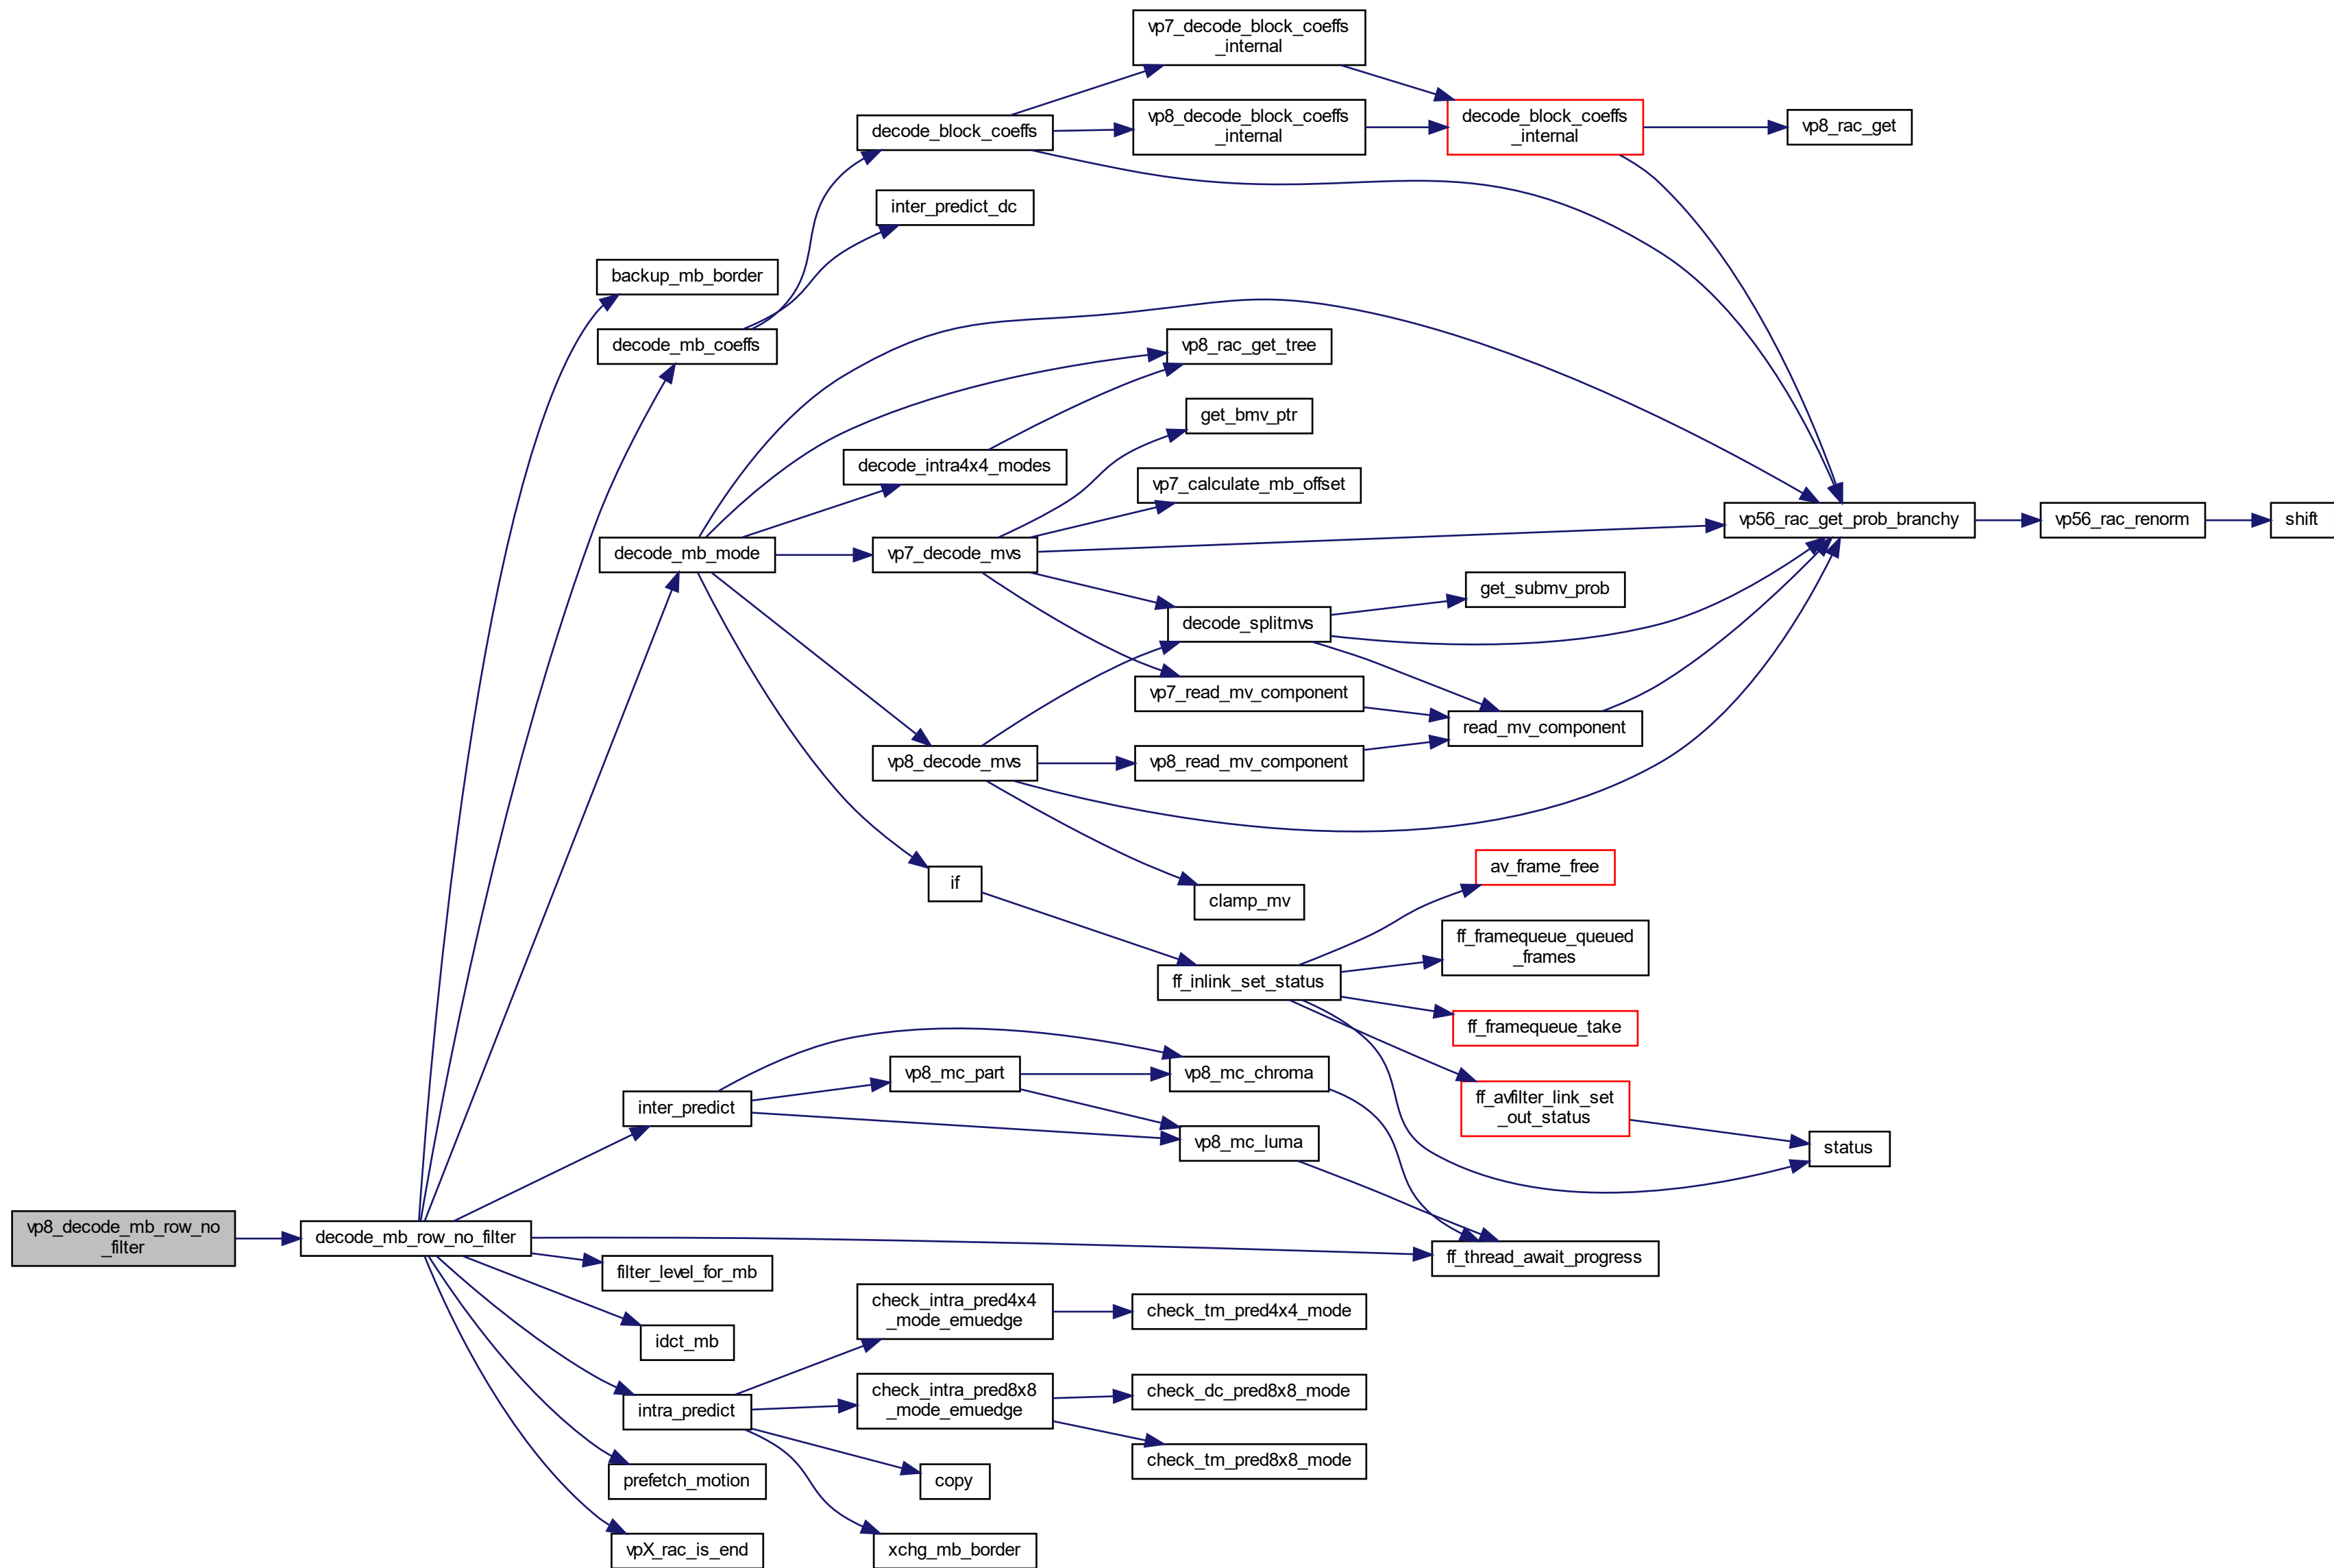 vp7_decode_block_coeffs
_internal
decode_block_coeffs
vp8_decode_block_coeffs
_internal
decode_block_coeffs
_internal
vp8_rac_get
inter_predict_dc
backup_mb_border
decode_mb_coeffs
vp8_rac_get_tree
get_bmv_ptr
decode_intra4x4_modes
vp7_calculate_mb_offset
decode_mb_mode
vp7_decode_mvs
vp56_rac_get_prob_branchy
vp56_rac_renorm
shift
get_submv_prob
decode_splitmvs
vp7_read_mv_component
read_mv_component
vp8_decode_mvs
vp8_read_mv_component
if
clamp_mv
av_frame_free
ff_framequeue_queued
_frames
ff_inlink_set_status
ff_framequeue_take
inter_predict
vp8_mc_part
vp8_mc_chroma
ff_avfilter_link_set
_out_status
vp8_mc_luma
status
vp8_decode_mb_row_no
_filter
decode_mb_row_no_filter
ff_thread_await_progress
filter_level_for_mb
idct_mb
check_intra_pred4x4
_mode_emuedge
check_tm_pred4x4_mode
intra_predict
check_intra_pred8x8
_mode_emuedge
check_dc_pred8x8_mode
check_tm_pred8x8_mode
prefetch_motion
copy
vpX_rac_is_end
xchg_mb_border